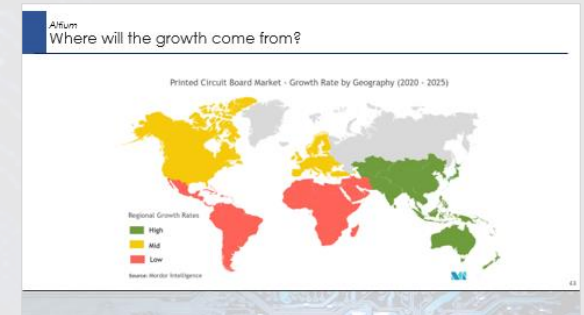 Altium
Where will the growth come from?
Printed Circuit Board Market - Growth Rate by Geography (2020 - 2025)
Regional Growth Rates
High
Mid
Low
Source: Mordor Intelligence